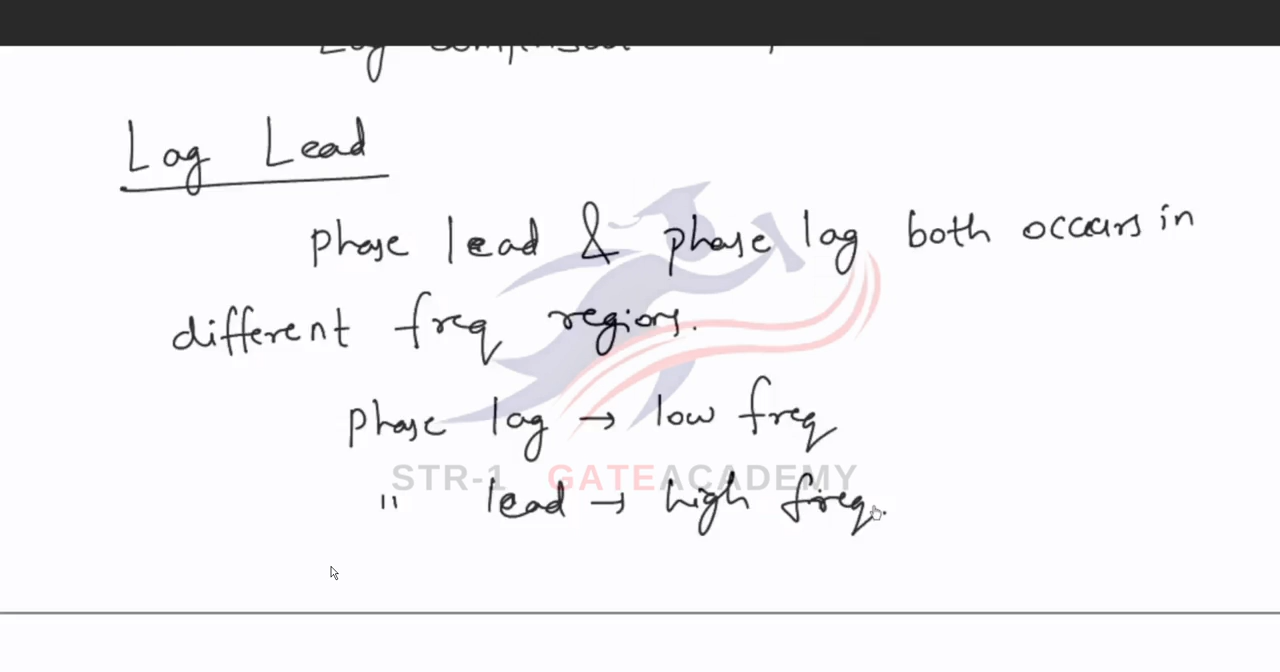 Lag
Lag Lead
phase lead & phase lag both occurs in
different freq regions.
phase lag → low freq
STR-1 GATEACADEMY
" lead → high freq.